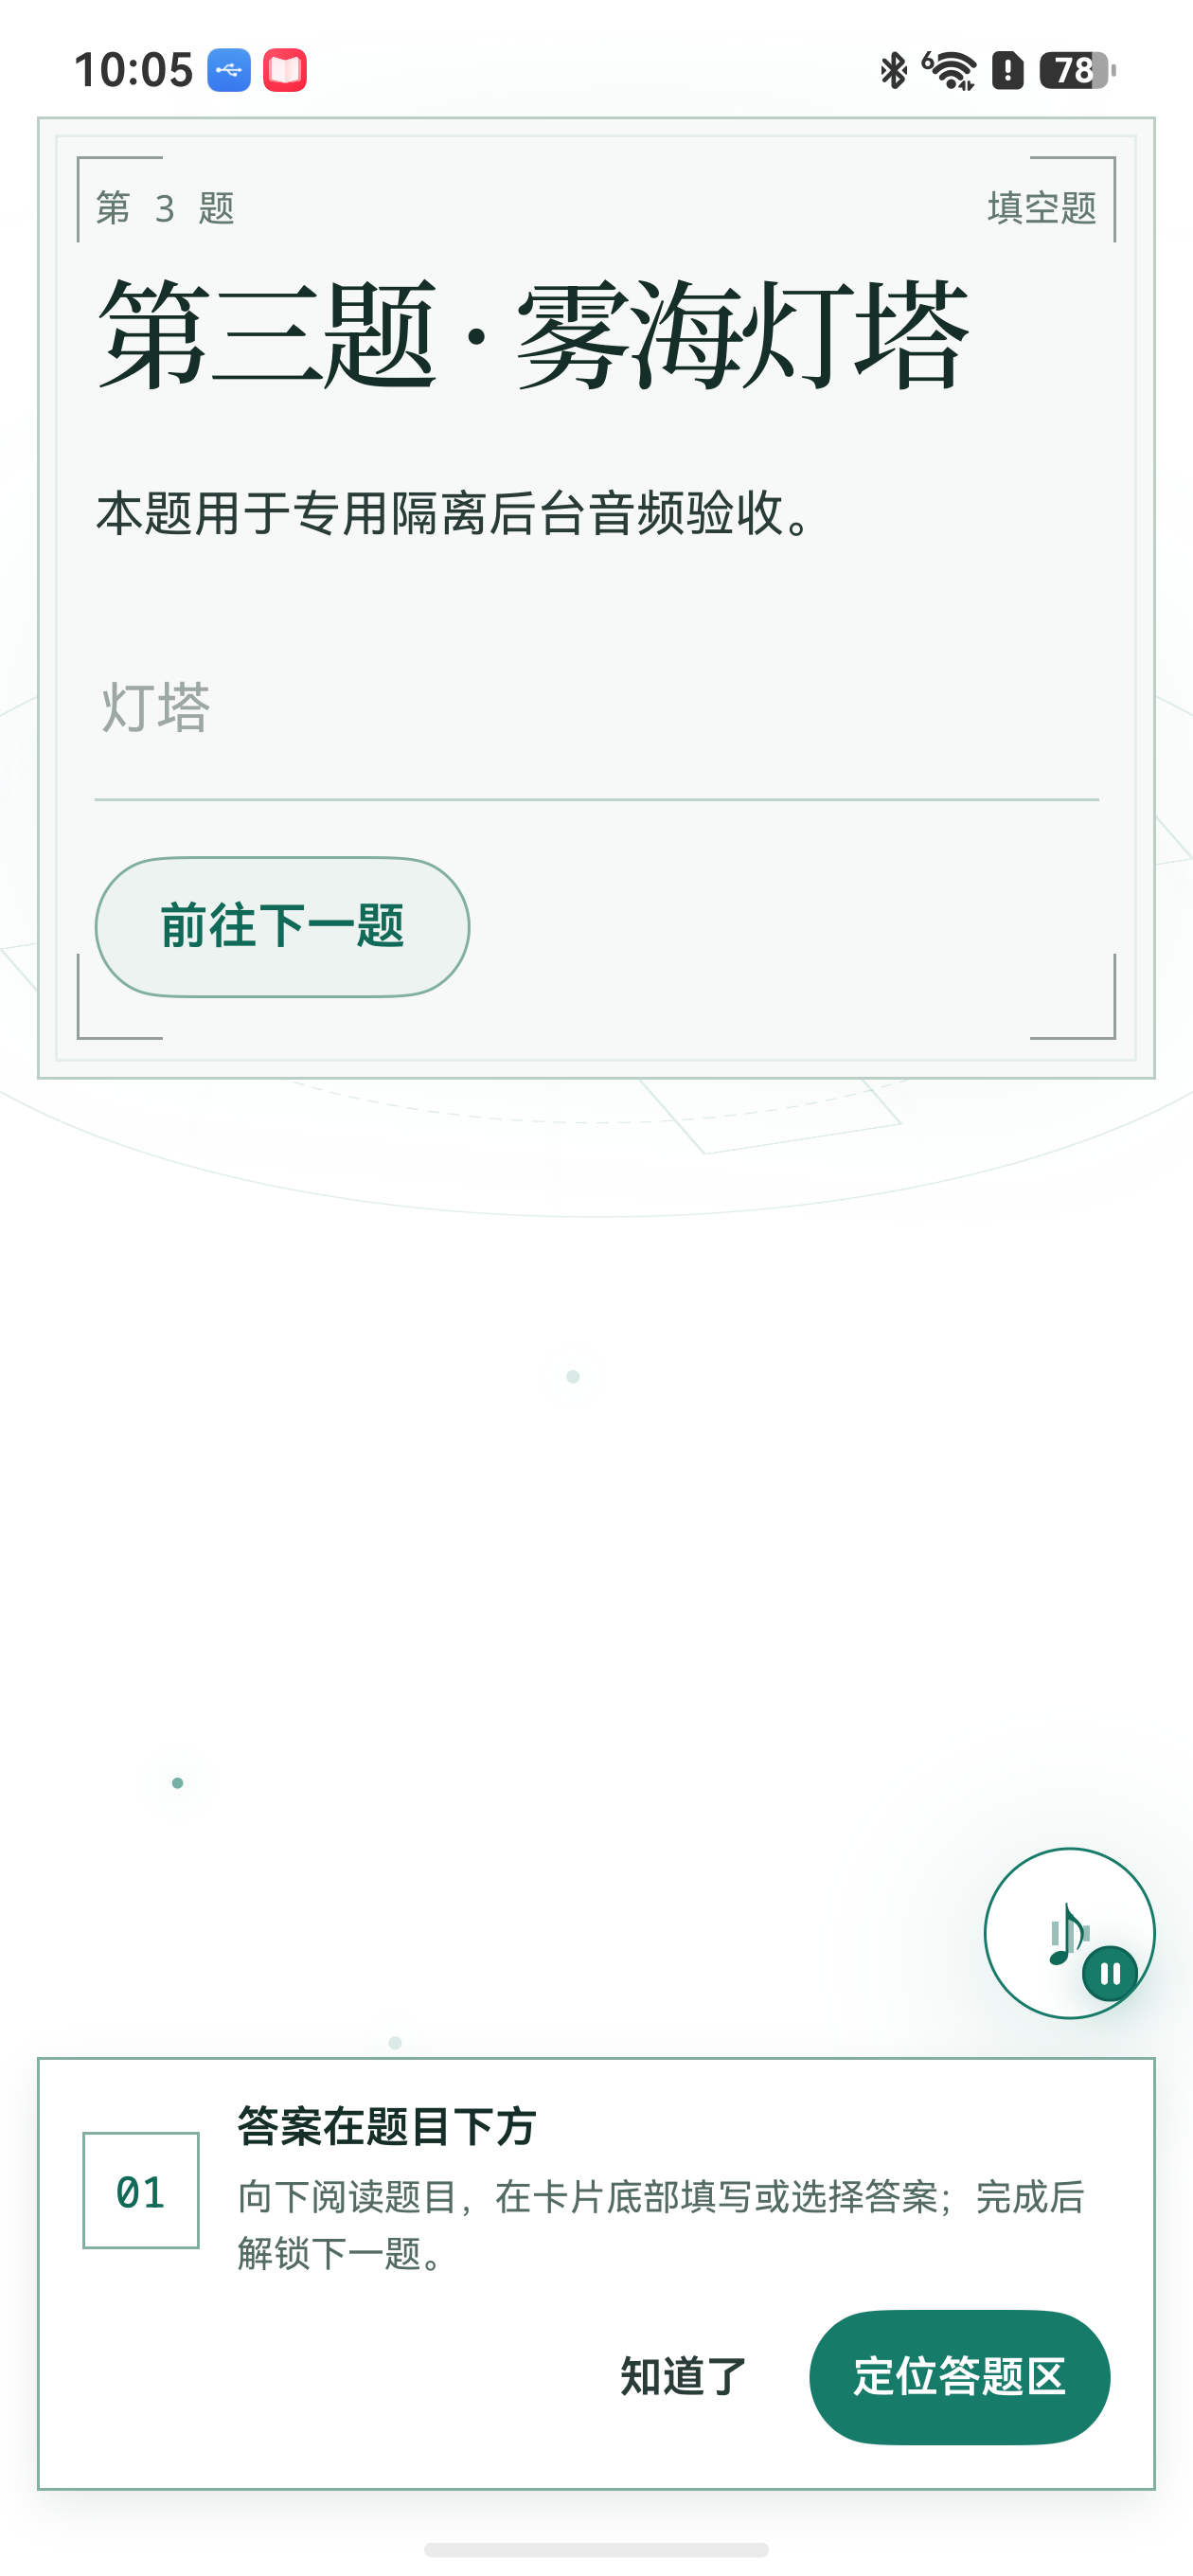 10:05
6
78
第 3 题
填空题
第三题·雾海灯塔
本题用于专用隔离后台音频验收。
灯塔
前往下一题
01
答案在题目下方
向下阅读题目，在卡片底部填写或选择答案；完成后
解锁下一题。
知道了
定位答题区